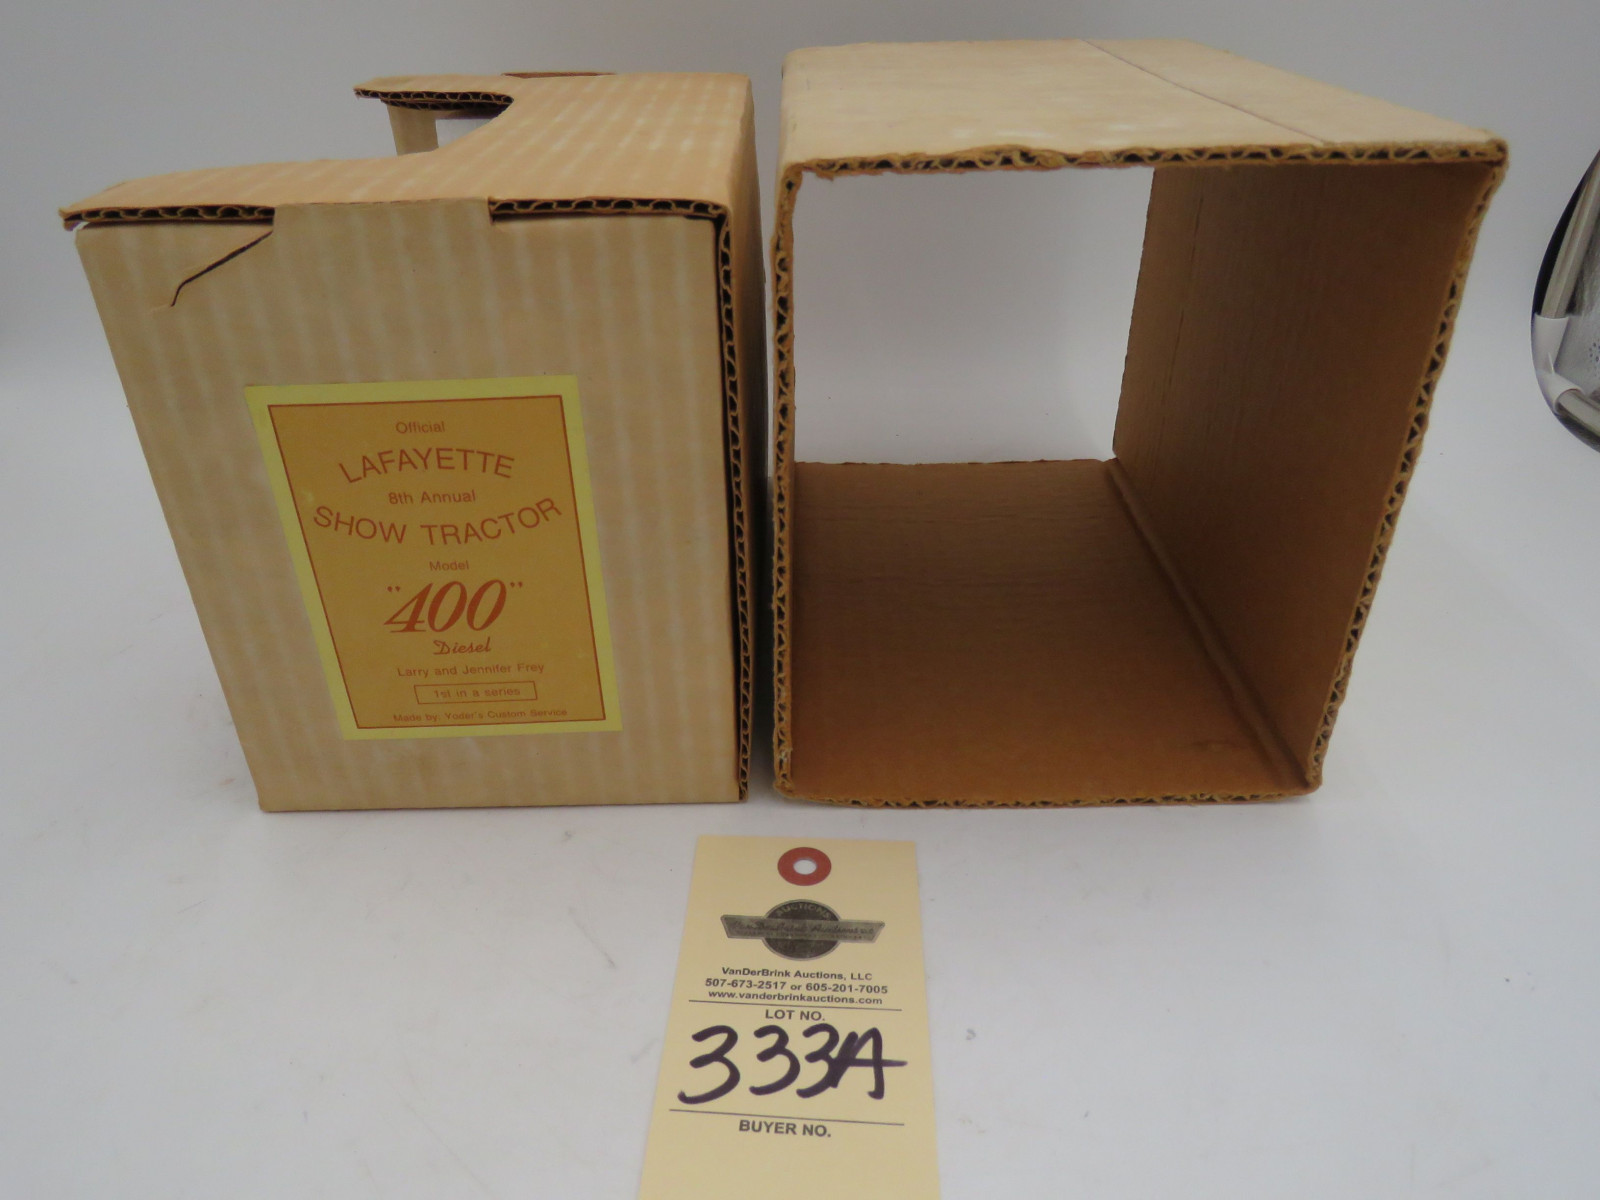 Official
LAFAYETTE
8th Annual
SHOW TRACTOR
Model
"400"
Diesel
Larry and Jennifer Frey
1st in a series
Made by: Yoder's Custom Service
AUCTIONS
VanDerBrink Auctions, LLC
507-673-2517 or 605-201-7005
www.vanderbrinkauctions.com
LOT NO.
333A
BUYER NO.